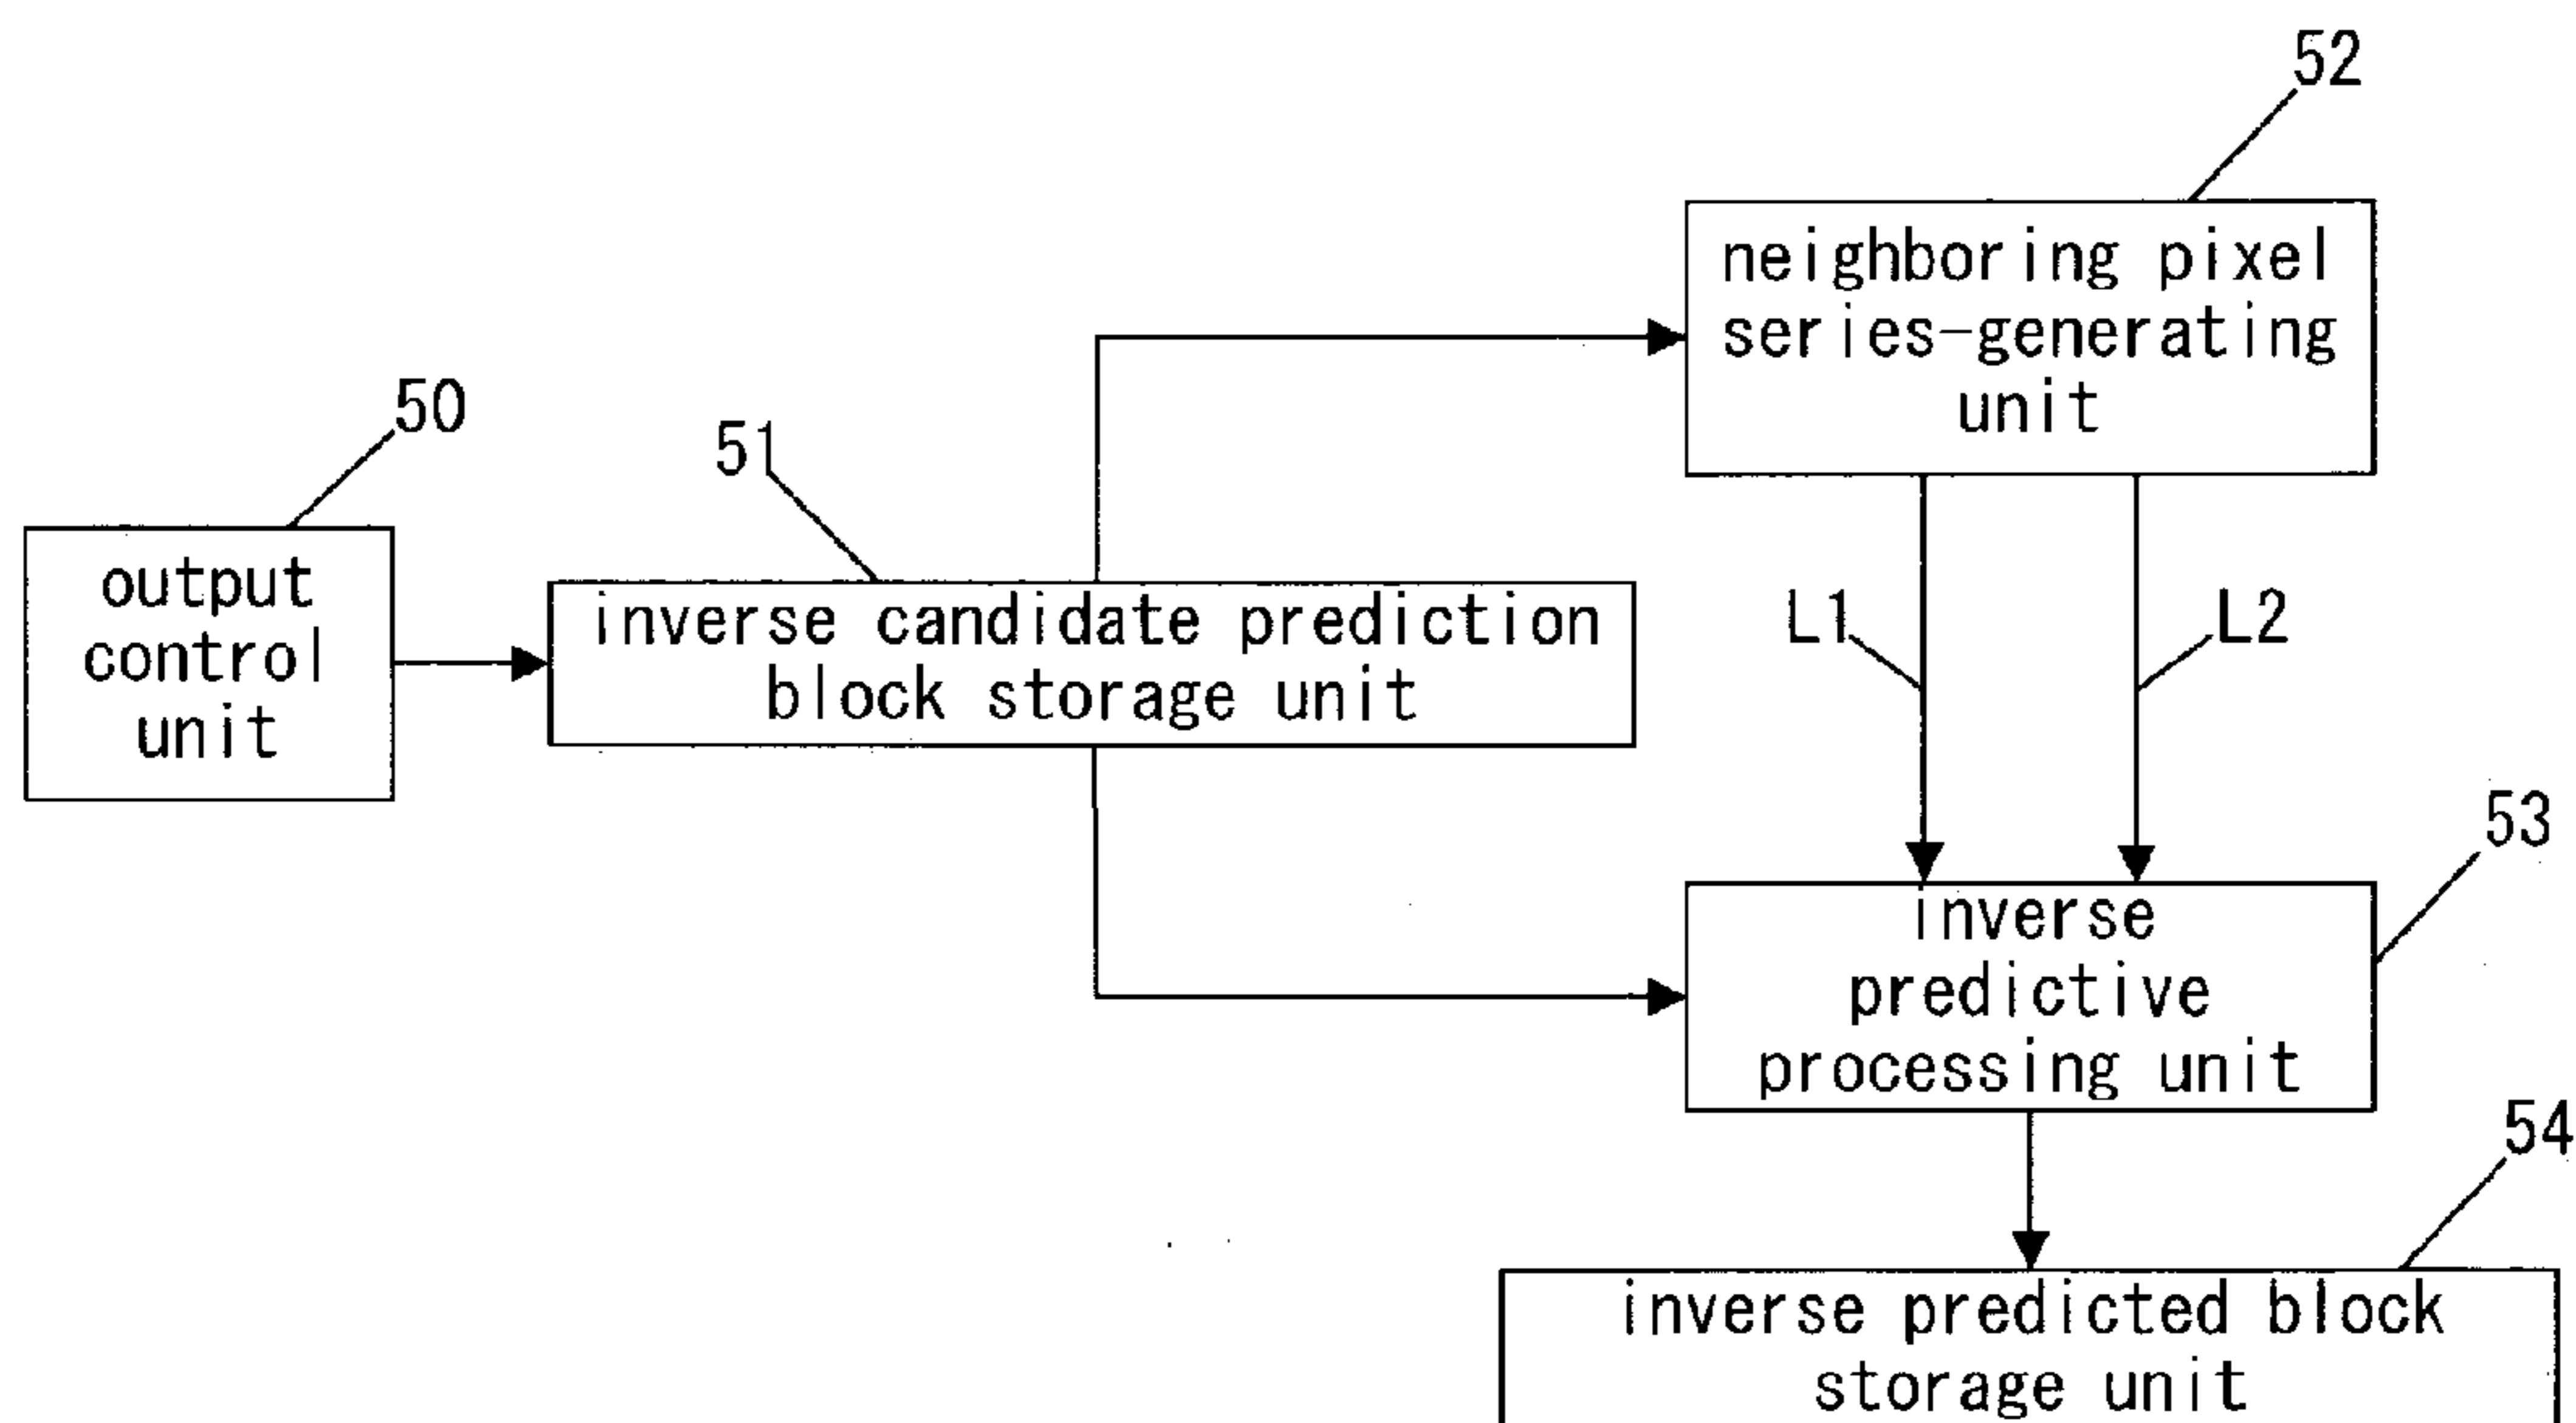 52
neighboring pixel
series-generating
unit
50
51
output
control
unit
inverse candidate prediction
block storage unit
L1
L2
53
inverse
predictive
processing unit
54
inverse predicted block
storage unit